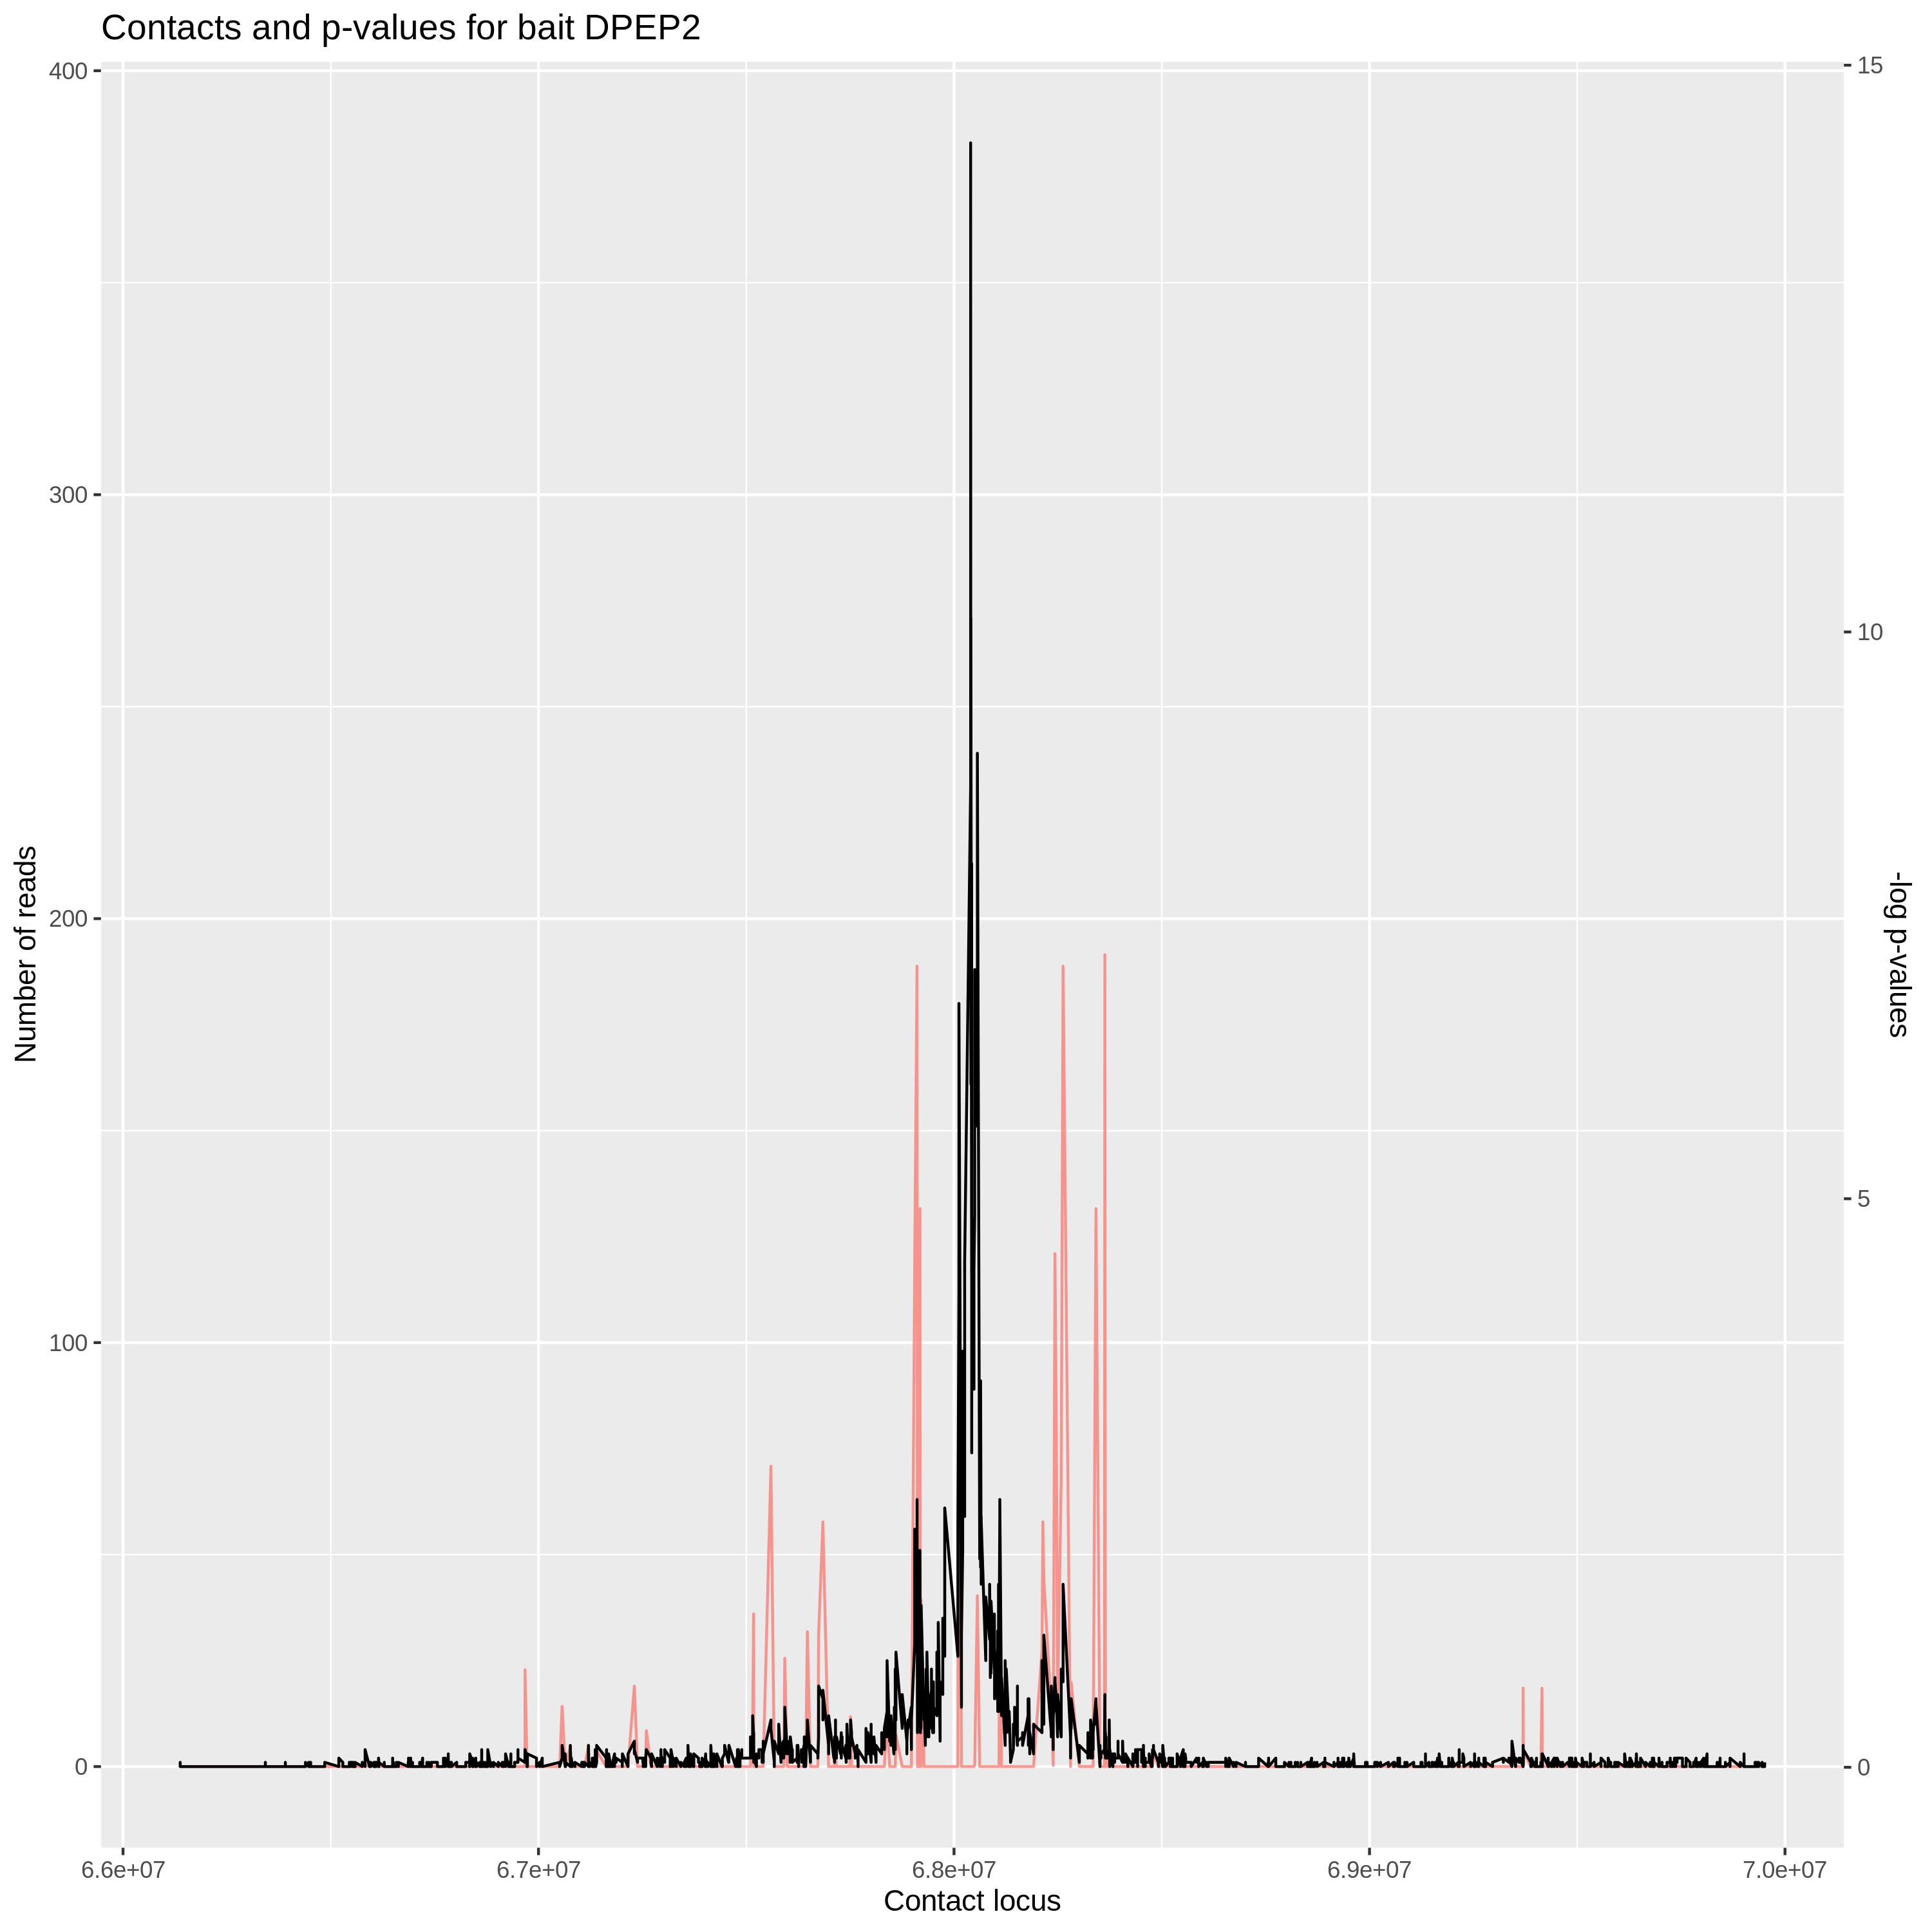 Contacts and p-values for bait DPEP2
400
300
200
100
0
Number of reads
15
10
5
0
-log p-values
6.6e+07
6.7e+07
6.8e+07
6.9e+07
7.0e+07
Contact locus